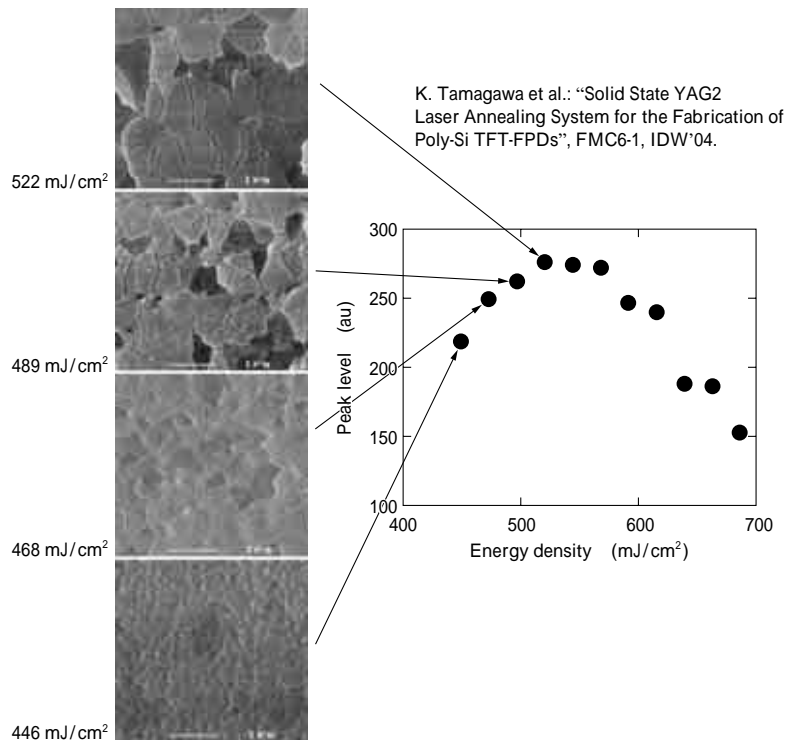 K. Tamagawa et al.: “Solid State YAG2
Laser Annealing System for the Fabrication of
Poly-Si TFT-FPDs”, FMC6-1, IDW’04.
522 mJ/cm²
489 mJ/cm²
468 mJ/cm²
446 mJ/cm²
300
250
200
150
100
Peak level (au)
400
500
600
700
Energy density (mJ/cm²)